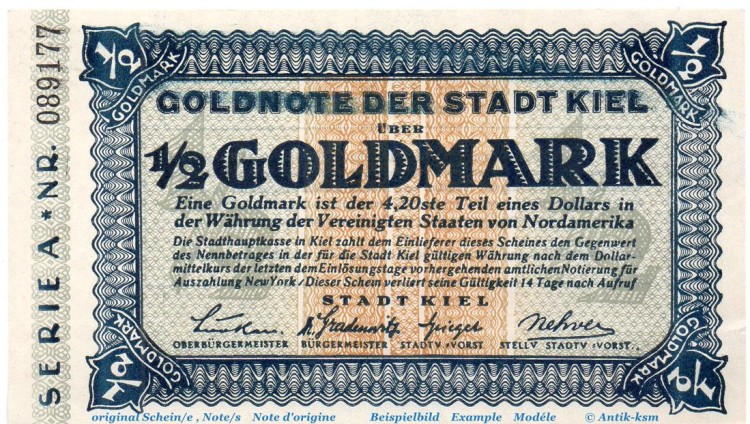 SERIE A * NR. 089177
1/2 GOLDMARK
1/2 GOLDMARK
GOLDNOTE DER STADT KIEL
ÜBER
1/2 GOLDMARK
Eine Goldmark ist der 4,20ste Teil eines Dollars in
der Währung der Vereinigten Staaten von Nordamerika
Die Stadthauptkasse in Kiel zahlt dem Einlieferer dieses Scheines den Gegenwert
des Nennbetrages in der für die Stadt Kiel gültigen Währung nach dem Dollar-
mittelkurs der letzten dem Einlösungstage vorhergehenden amtlichen Notierung für
Auszahlung NewYork / Dieser Schein verliert seine Gültigkeit 14 Tage nach Aufruf
STADT KIEL
OBERBÜRGERMEISTER BÜRGERMEISTER STADTV.=VORST. STELLV STADTV=VORST.
1/2 GOLDMARK
1/2 GOLDMARK
original Schein/e , Note/s Note d'origine Beispielbild Example Modéle © Antik-ksm